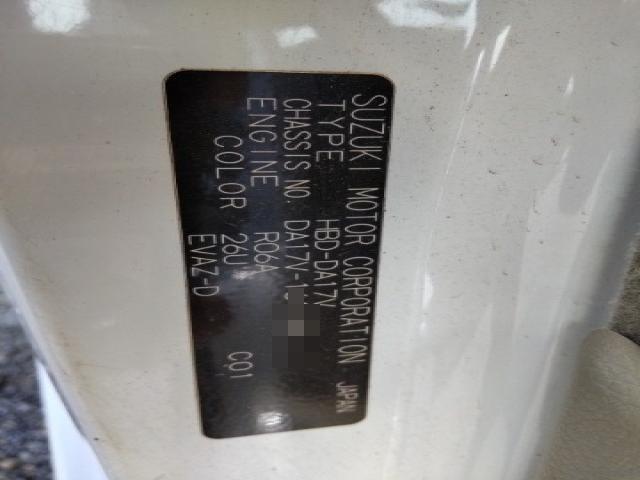 SUZUKI MOTOR CORPORATION JAPAN
TYPE HBD-DA17V
CHASSIS NO. DA17V-1
ENGINE R06A
COLOR 26U C01
EVAZ-D